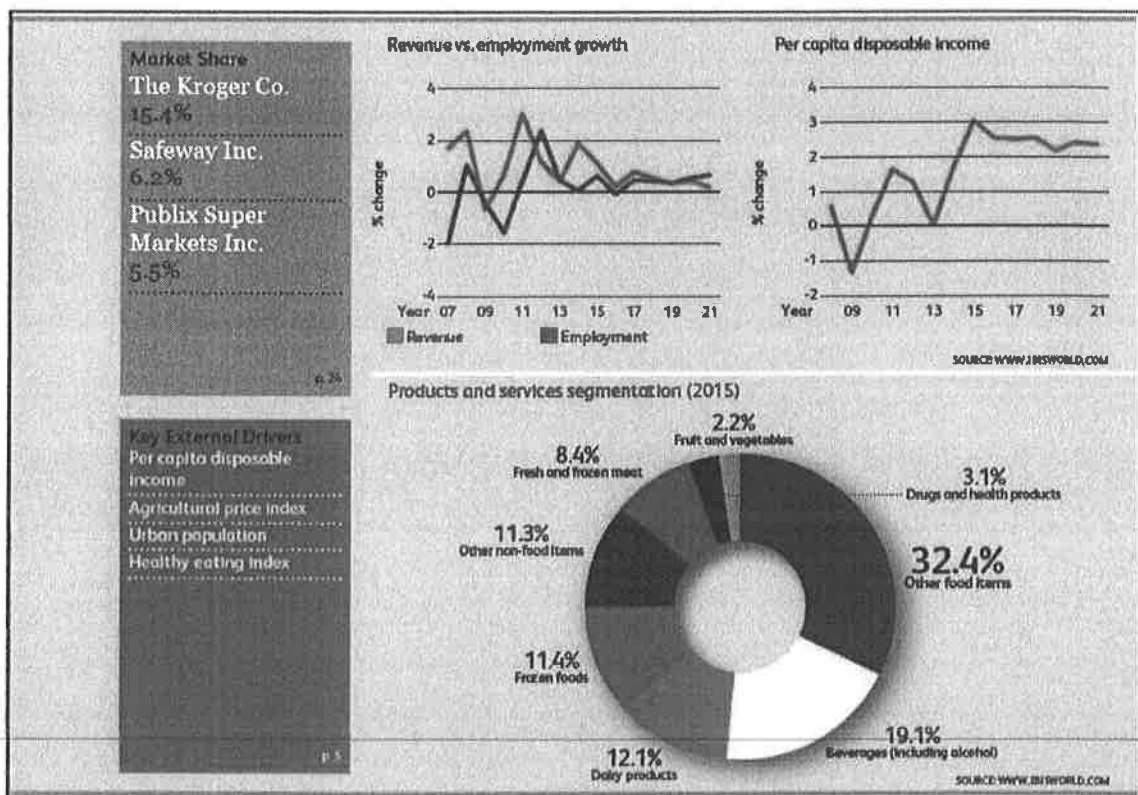 Market Share
The Kroger Co.
15.4%
Safeway Inc.
6.2%
Publix Super
Markets Inc.
5.5%
p. 24
Key External Drivers
Per capita disposable
income
Agricultural price index
Urban population
Healthy eating index
p. 5
Revenue vs. employment growth
% change
4
2
0
-2
-4
Year 07 09 11 13 15 17 19 21
Revenue Employment
Per capita disposable income
% change
4
3
2
1
0
-1
-2
Year 09 11 13 15 17 19 21
SOURCE: WWW.IBISWORLD.COM
Products and services segmentation (2015)
2.2%
Fruit and vegetables
8.4%
Fresh and frozen meat
3.1%
Drugs and health products
11.3%
Other non-food items
32.4%
Other food items
11.4%
Frozen foods
19.1%
Beverages (including alcohol)
12.1%
Dairy products
SOURCE: WWW.IBISWORLD.COM